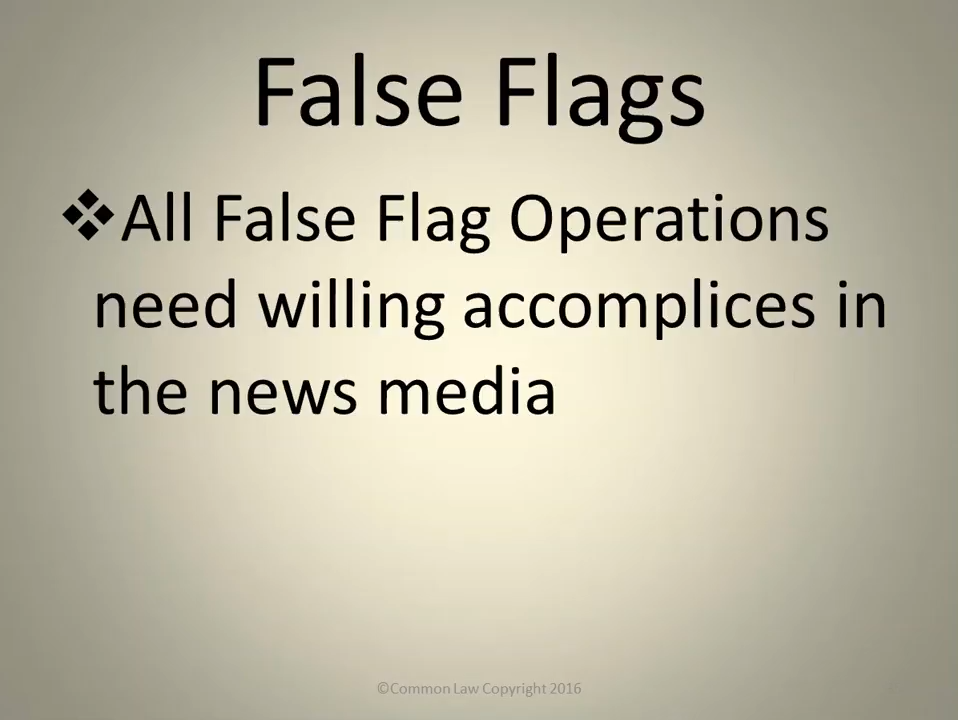 False Flags
❖All False Flag Operations
need willing accomplices in
the news media
©Common Law Copyright 2016